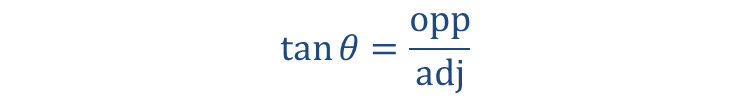 tan θ = opp/adj